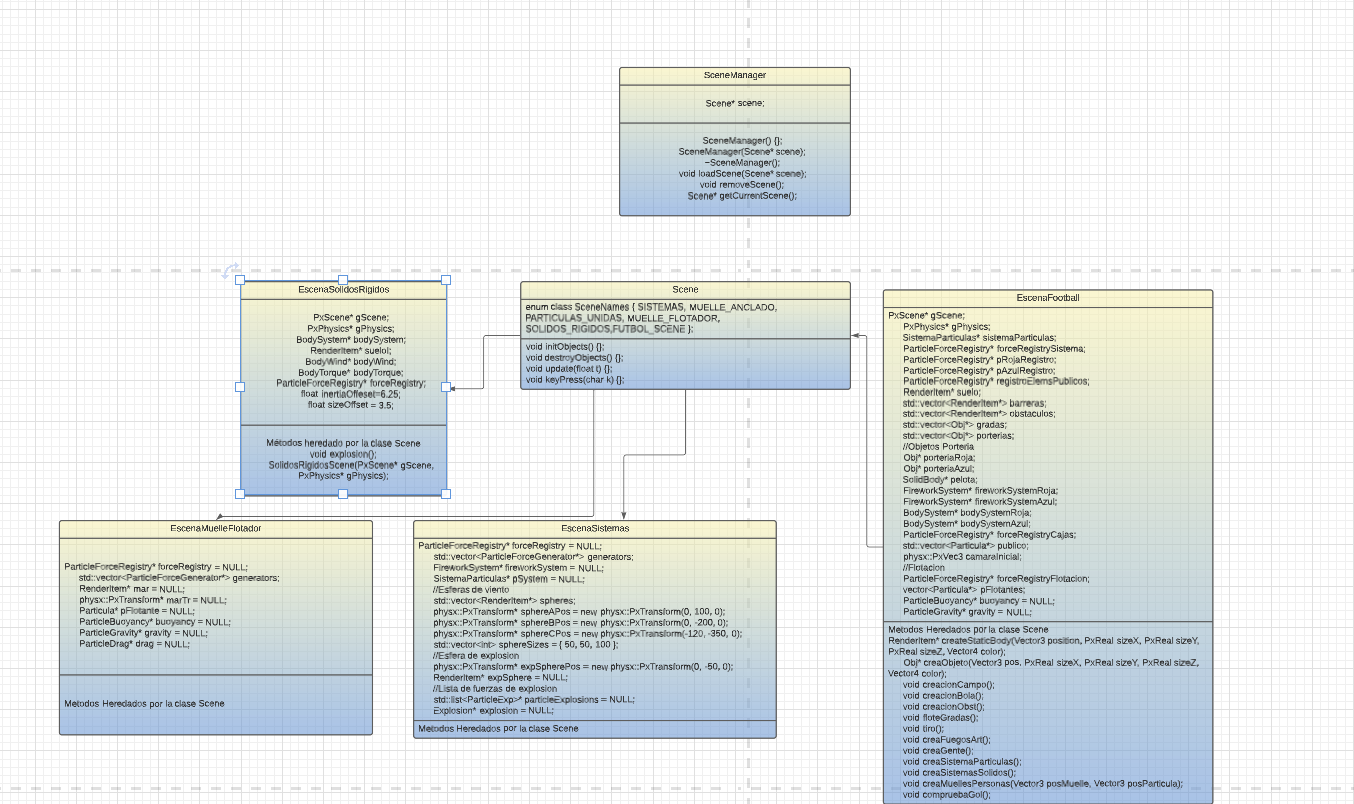 SceneManager
Scene* scene;
SceneManager() {};
SceneManager(Scene* scene);
~SceneManager();
void loadScene(Scene* scene);
void removeScene();
Scene* getCurrentScene();
EscenaSolidosRigidos
PxScene* gScene;
PxPhysics* gPhysics;
BodySystem* bodySystem;
RenderItem* suelol;
BodyWind* bodyWind;
BodyTorque* bodyTorque;
ParticleForceRegistry* forceRegistry;
float inertiaOffeset=6.25;
float sizeOffset = 3.5;
Métodos heredado por la clase Scene
void explosion();
SolidosRigidosScene(PxScene* gScene,
PxPhysics* gPhysics);
Scene
enum class SceneNames { SISTEMAS, MUELLE_ANCLADO,
PARTICULAS_UNIDAS, MUELLE_FLOTADOR,
SOLIDOS_RIGIDOS,FUTBOL_SCENE };
void initObjects() {};
void destroyObjects() {};
void update(float t) {};
void keyPress(char k) {};
EscenaFootball
PxScene* gScene;
PxPhysics* gPhysics;
SistemaParticulas* sistemaParticulas;
ParticleForceRegistry* forceRegistrySistema;
ParticleForceRegistry* pRojaRegistro;
ParticleForceRegistry* pAzulRegistro;
ParticleForceRegistry* registroElemsPublicos;
RenderItem* suelo;
std::vector<RenderItem*> barreras;
std::vector<RenderItem*> obstaculos;
std::vector<Obj*> gradas;
std::vector<Obj*> porterias;
//Objetos Porteria
Obj* porteriaRoja;
Obj* porteriaAzul;
SolidBody* pelota;
FireworkSystem* fireworkSystemRoja;
FireworkSystem* fireworkSystemAzul;
BodySystem* bodySystemRoja;
BodySystem* bodySystemAzul;
ParticleForceRegistry* forceRegistryCajas;
std::vector<Particula*> publico;
physx::PxVec3 camaraInicial;
//Flotacion
ParticleForceRegistry* forceRegistryFlotacion;
vector<Particula*> pFlotantes;
ParticleBuoyancy* buoyancy = NULL;
ParticleGravity* gravity = NULL;
Metodos Heredados por la clase Scene
RenderItem* createStaticBody(Vector3 position, PxReal sizeX, PxReal sizeY,
PxReal sizeZ, Vector4 color);
Obj* creaObjeto(Vector3 pos, PxReal sizeX, PxReal sizeY, PxReal sizeZ,
Vector4 color);
void creacionCampo();
void creacionBola();
void creacionObst();
void floteGradas();
void tiro();
void creaFuegosArt();
void creaGente();
void creaSistemaParticulas();
void creaSistemasSolidos();
void creaMuellesPersonas(Vector3 posMuelle, Vector3 posParticula);
void compruebaGol();
EscenaMuelleFlotador
ParticleForceRegistry* forceRegistry = NULL;
std::vector<ParticleForceGenerator*> generators;
RenderItem* mar = NULL;
physx::PxTransform* marTr = NULL;
Particula* pFlotante = NULL;
ParticleBuoyancy* buoyancy = NULL;
ParticleGravity* gravity = NULL;
ParticleDrag* drag = NULL;
Metodos Heredados por la clase Scene
EscenaSistemas
ParticleForceRegistry* forceRegistry = NULL;
std::vector<ParticleForceGenerator*> generators;
FireworkSystem* fireworkSystem = NULL;
SistemaParticulas* pSystem = NULL;
//Esferas de viento
std::vector<RenderItem*> spheres;
physx::PxTransform* sphereAPos = new physx::PxTransform(0, 100, 0);
physx::PxTransform* sphereBPos = new physx::PxTransform(0, -200, 0);
physx::PxTransform* sphereCPos = new physx::PxTransform(-120, -350, 0);
std::vector<int> sphereSizes = { 50, 50, 100 };
//Esfera de explosion
physx::PxTransform* expSpherePos = new physx::PxTransform(0, -50, 0);
RenderItem* expSphere = NULL;
//Lista de fuerzas de explosion
std::list<ParticleExp>* particleExplosions = NULL;
Explosion* explosion = NULL;
Metodos Heredados por la clase Scene